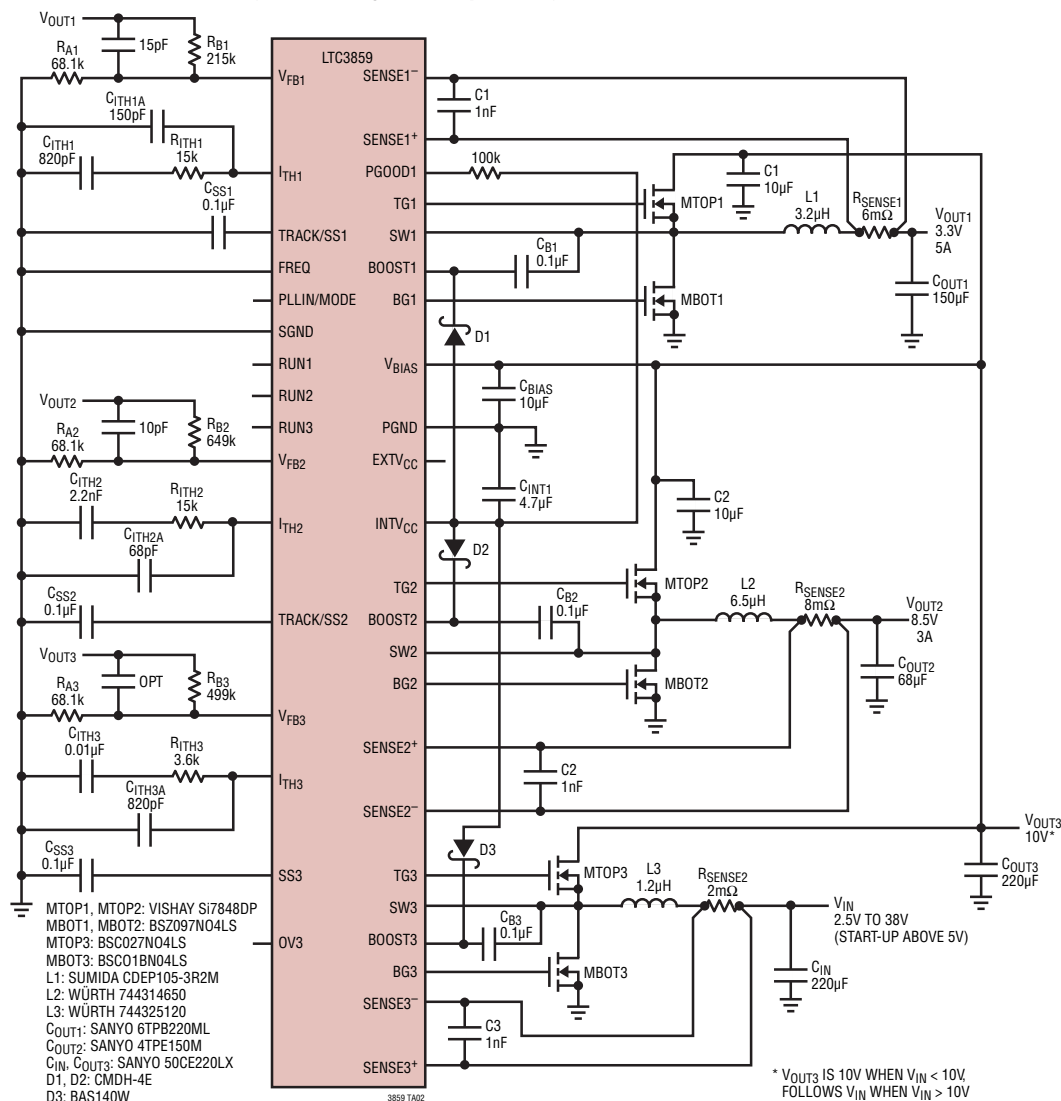 VOUT1
15pF
RB1
215k
RA1
68.1k
VFB1
CITH1A
150pF
CITH1
820pF
RITH1
15k
ITH1
CSS1
0.1µF
TRACK/SS1
FREQ
PLLIN/MODE
SGND
RUN1
RUN2
RUN3
VOUT2
10pF
RB2
649k
RA2
68.1k
VFB2
CITH2
2.2nF
RITH2
15k
ITH2
CITH2A
68pF
CSS2
0.1µF
TRACK/SS2
VOUT3
OPT
RB3
499k
RA3
68.1k
VFB3
CITH3
0.01µF
RITH3
3.6k
ITH3
CITH3A
820pF
CSS3
0.1µF
SS3
OV3
LTC3859
SENSE1–
C1
1nF
SENSE1+
PGOOD1
100k
TG1
MTOP1
C1
10µF
L1
3.2µH
RSENSE1
6mΩ
VOUT1
3.3V
5A
SW1
CB1
0.1µF
BOOST1
BG1
MBOT1
COUT1
150µF
D1
VBIAS
CBIAS
10µF
PGND
EXTVCC
CINT1
4.7µF
INTVCC
C2
10µF
D2
TG2
MTOP2
L2
6.5µH
RSENSE2
8mΩ
VOUT2
8.5V
3A
BOOST2
CB2
0.1µF
SW2
BG2
MBOT2
COUT2
68µF
SENSE2+
C2
1nF
SENSE2–
VOUT3
10V*
COUT3
220µF
D3
TG3
MTOP3
L3
1.2µH
RSENSE2
2mΩ
VIN
2.5V TO 38V
(START-UP ABOVE 5V)
SW3
CB3
0.1µF
BOOST3
BG3
MBOT3
CIN
220µF
SENSE3–
C3
1nF
SENSE3+
MTOP1, MTOP2: VISHAY Si7848DP
MBOT1, MBOT2: BSZ097NO4LS
MTOP3: BSC027NO4LS
MBOT3: BSCO1BN04LS
L1: SUMIDA CDEP105-3R2M
L2: WÜRTH 744314650
L3: WÜRTH 744325120
COUT1: SANYO 6TPB220ML
COUT2: SANYO 4TPE150M
CIN, COUT3: SANYO 50CE220LX
D1, D2: CMDH-4E
D3: BAS140W
3859 TA02
* VOUT3 IS 10V WHEN VIN < 10V,
FOLLOWS VIN WHEN VIN > 10V